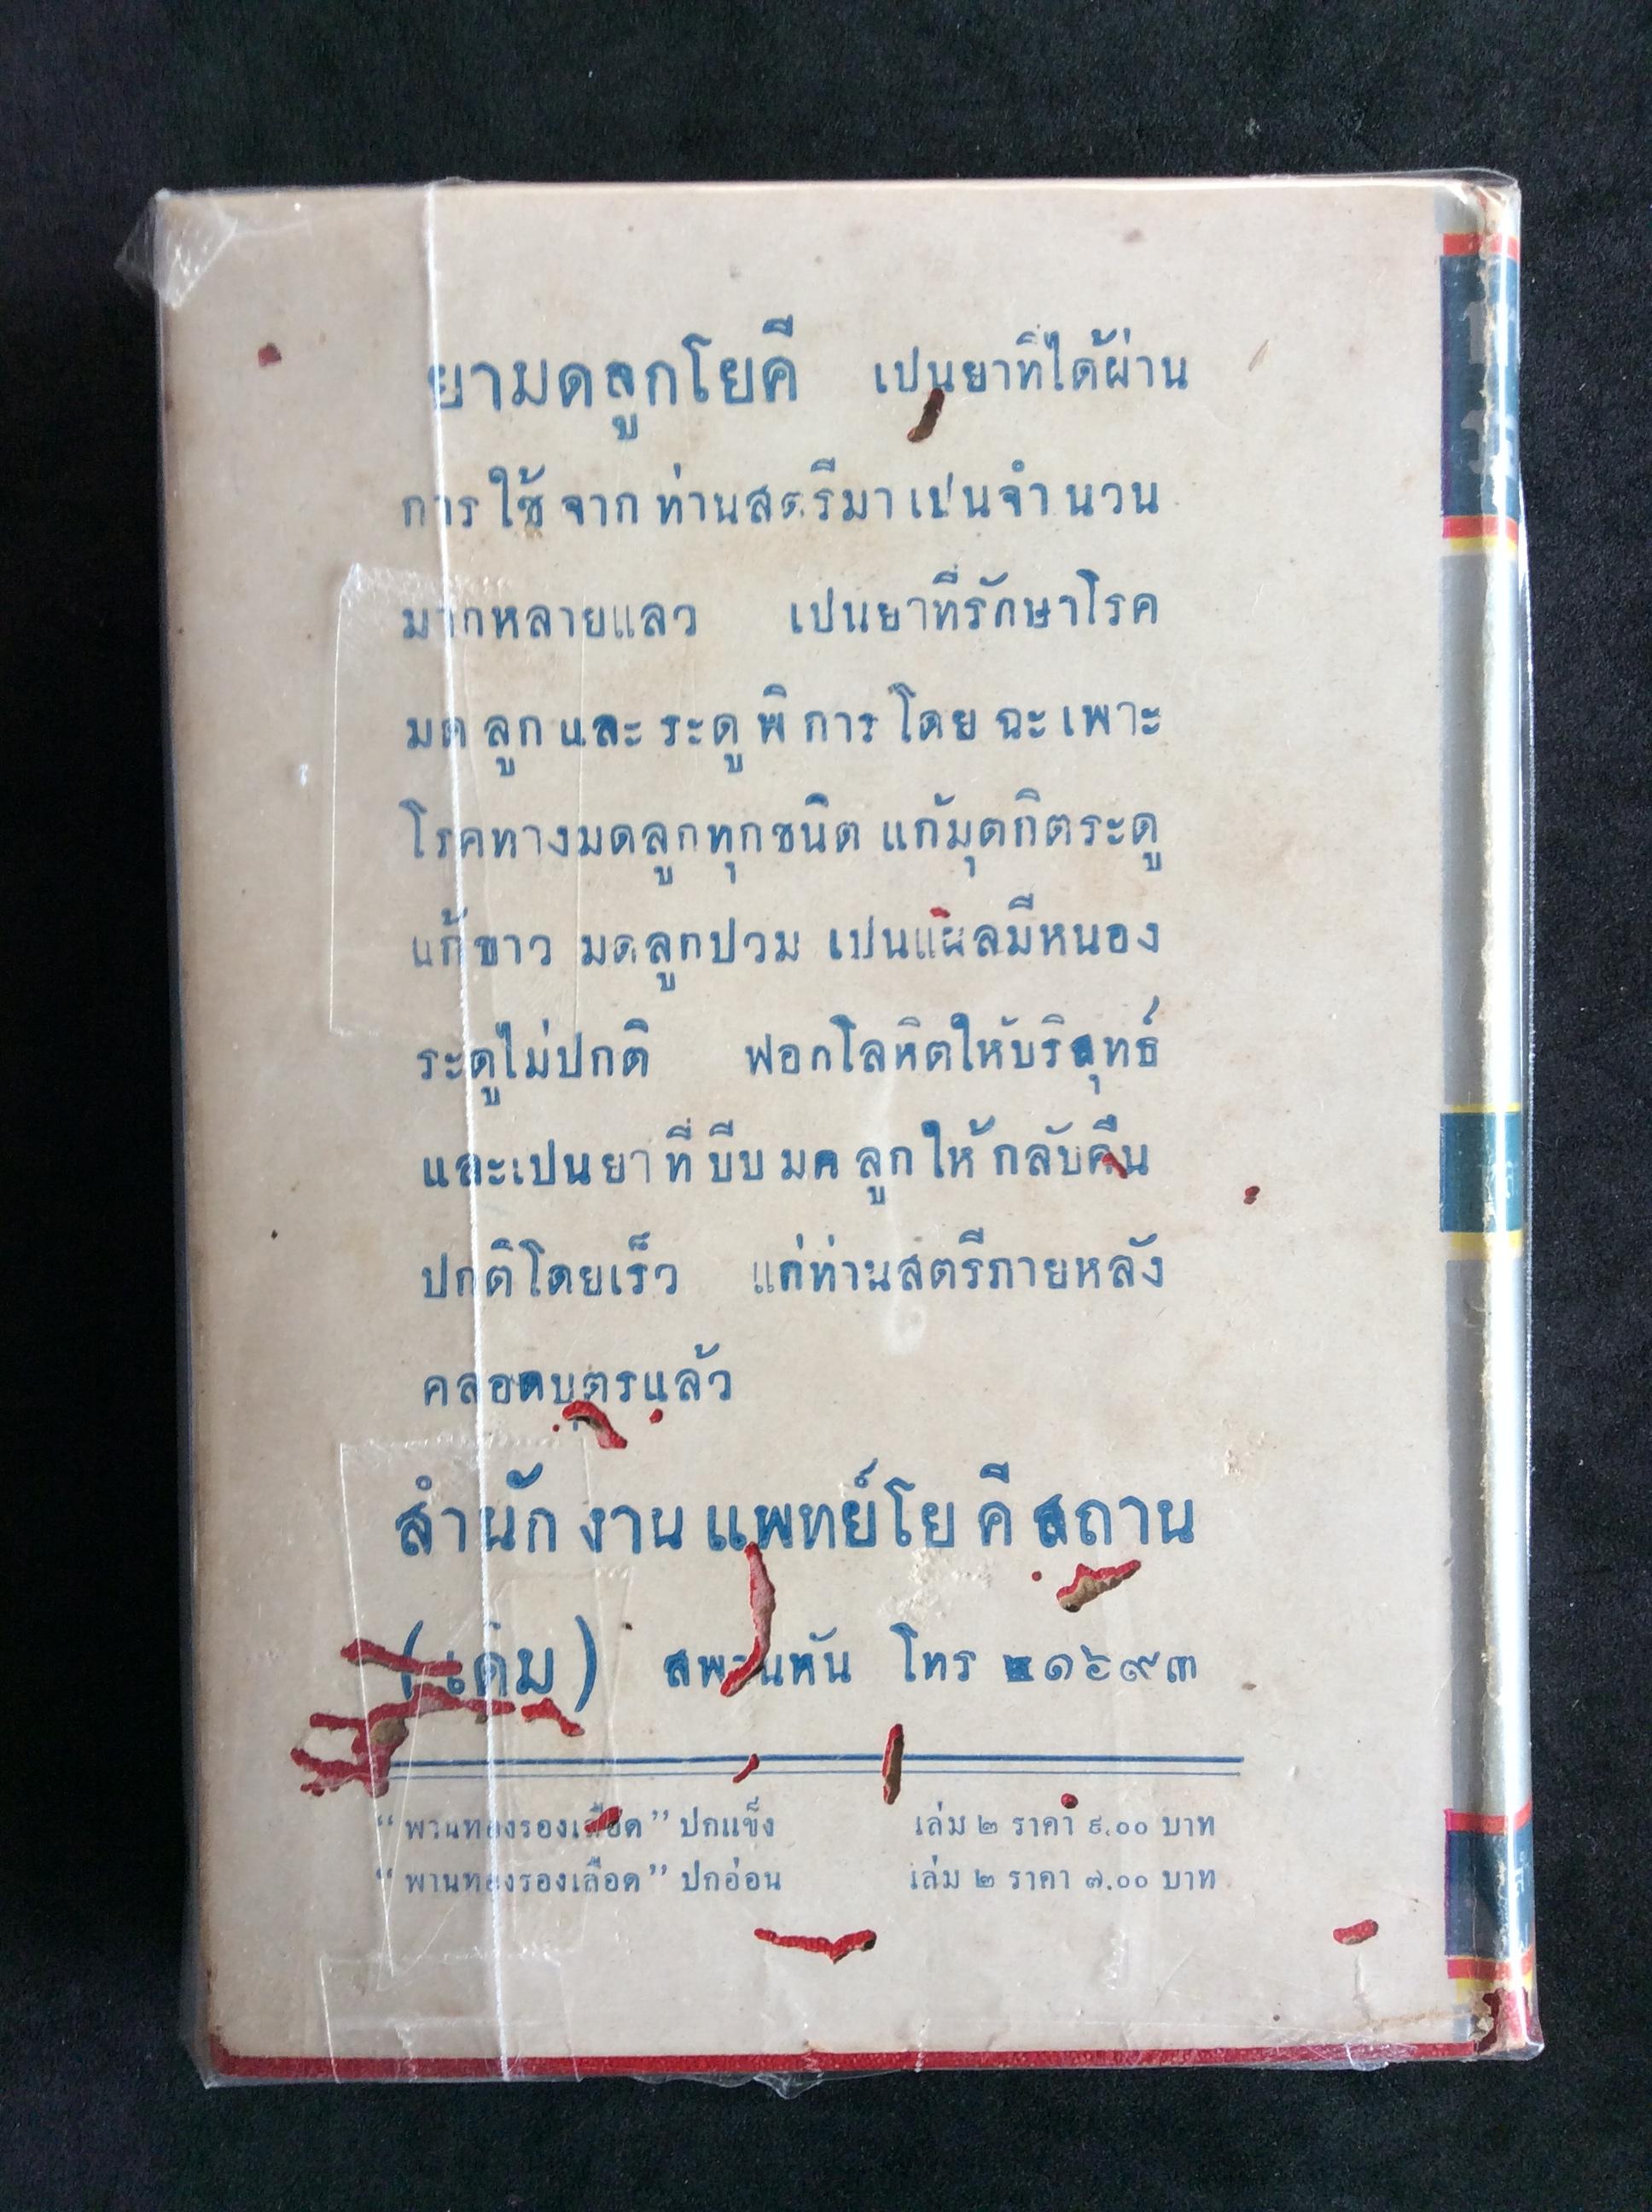 ยามดลูกโยคี เปนยาที่ได้ผ่าน
การใช้จากท่านสตรีมาเปนจำนวน
มากหลายแลว เปนยาที่รักษาโรค
มดลูกและระดูพิการโดยฉะเพาะ
โรคทางมดลูกทุกชนิด แก้มุตกิตระดู
แก้ขาว มดลูกปวม เปนแผลมีหนอง
ระดูไม่ปกติ ฟอกโลหิตให้บริสุทธ์
และเปนยาที่บีบมดลูกให้กลับคืน
ปกติโดยเร็ว แก่ท่านสตรีภายหลัง
คลอดบุตรแล้ว
สำนักงานแพทย์โยคีสถาน
(เดิม) สพานหัน โทร ๒๑๖๙๓
“พานทองรองเลือด” ปกแข็ง เล่ม ๒ ราคา ๙.๐๐ บาท
“พานทองรองเลือด” ปกอ่อน เล่ม ๒ ราคา ๗.๐๐ บาท